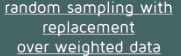 random sampling with
replacement
over weighted data